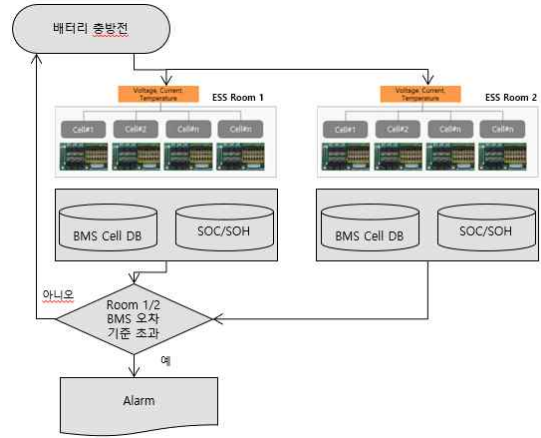 배터리 충방전
Voltage, Current,
Temperature
ESS Room 1
Cell#1
Cell#2
Cell#n
Cell#n
Voltage, Current,
Temperature
ESS Room 2
Cell#1
Cell#2
Cell#n
Cell#n
BMS Cell DB
SOC/SOH
BMS Cell DB
SOC/SOH
아니오
Room 1/2
BMS 오차
기준 초과
예
Alarm